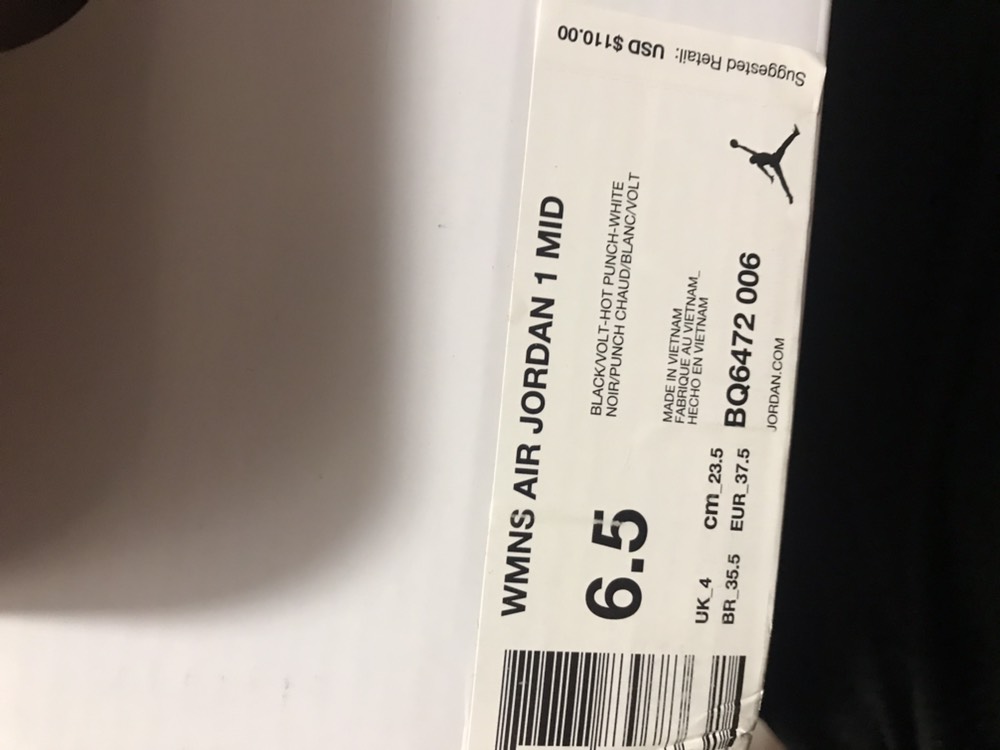 Suggested Retail: USD $110.00
WMNS AIR JORDAN 1 MID
6.5
BLACK/VOLT-HOT PUNCH-WHITE
NOIR/PUNCH CHAUD/BLANC/VOLT
MADE IN VIETNAM
FABRIQUE AU VIETNAM_
HECHO EN VIETNAM
UK_4 cm_23.5
BR_35.5 EUR_37.5
BQ6472 006
JORDAN.COM